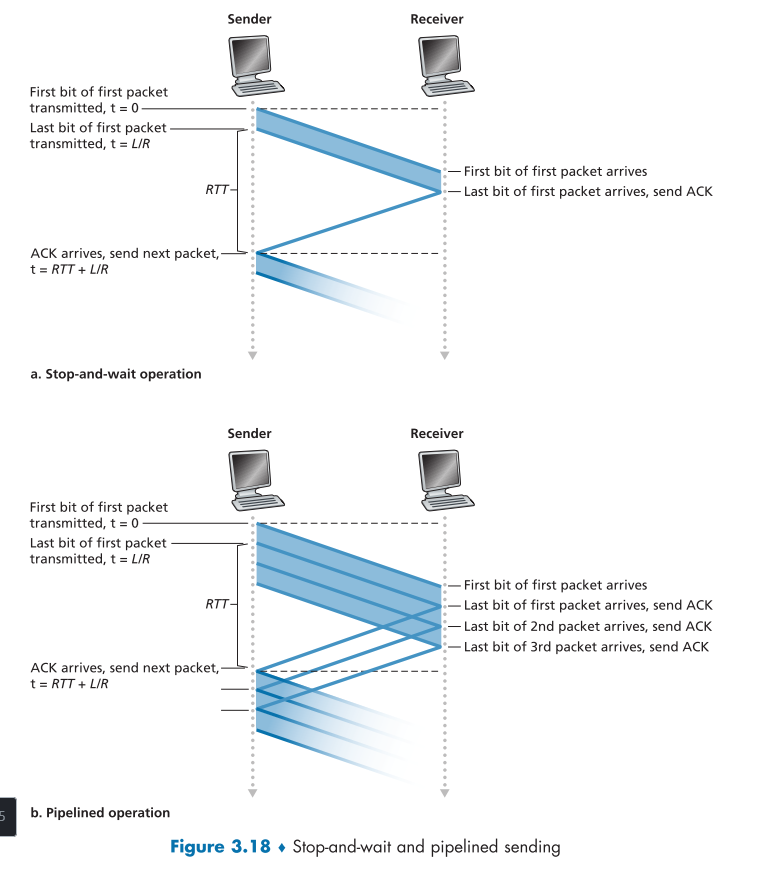 Sender
Receiver
First bit of first packet
transmitted, t = 0
Last bit of first packet
transmitted, t = L/R
First bit of first packet arrives
RTT
Last bit of first packet arrives, send ACK
ACK arrives, send next packet,
t = RTT + L/R
a. Stop-and-wait operation
Sender
Receiver
First bit of first packet
transmitted, t = 0
Last bit of first packet
transmitted, t = L/R
First bit of first packet arrives
RTT
Last bit of first packet arrives, send ACK
Last bit of 2nd packet arrives, send ACK
Last bit of 3rd packet arrives, send ACK
ACK arrives, send next packet,
t = RTT + L/R
5
b. Pipelined operation
Figure 3.18 ♦ Stop-and-wait and pipelined sending